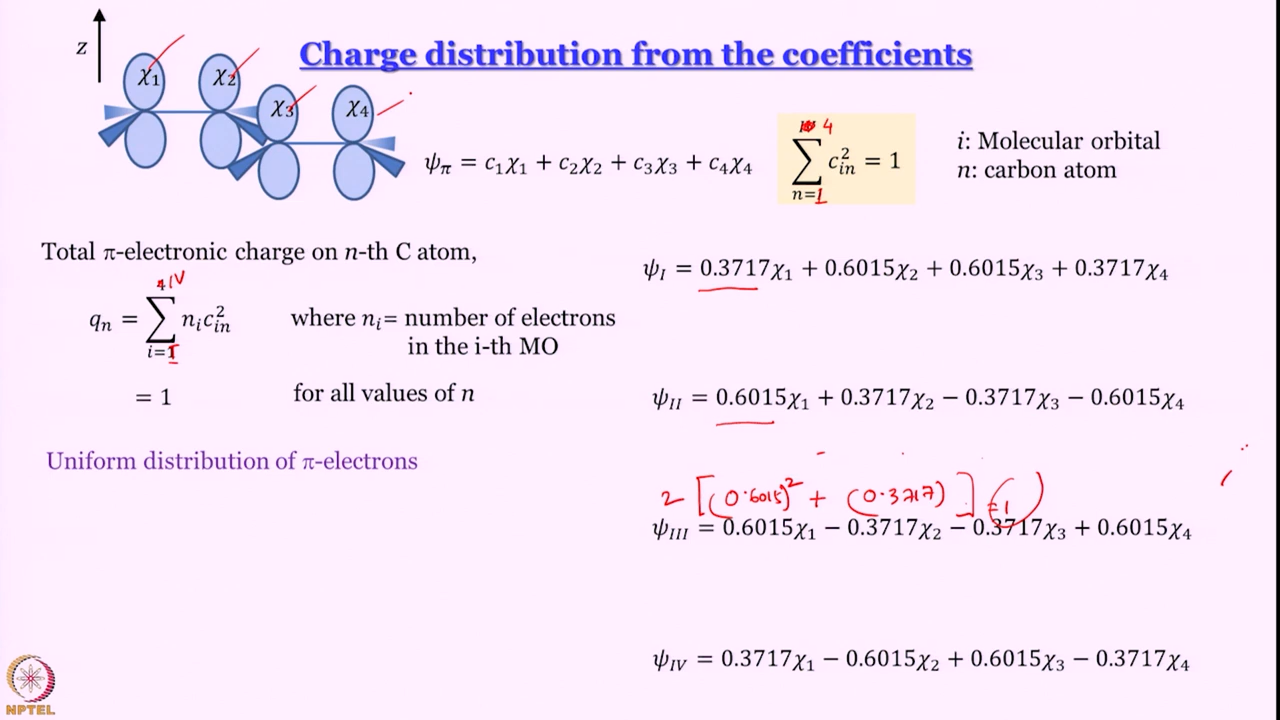 Charge distribution from the coefficients
z
χ1 χ2 χ3 χ4
ψπ = c1χ1 + c2χ2 + c3χ3 + c4χ4
4
∑ c²in = 1
n=1
i: Molecular orbital
n: carbon atom
Total π-electronic charge on n-th C atom,
4 IV
qn = ∑ nic²in
i=I
where ni= number of electrons
in the i-th MO
= 1 for all values of n
Uniform distribution of π-electrons
ψI = 0.3717χ1 + 0.6015χ2 + 0.6015χ3 + 0.3717χ4
ψII = 0.6015χ1 + 0.3717χ2 − 0.3717χ3 − 0.6015χ4
2 [(0.6015)² + (0.3717)] = 1
ψIII = 0.6015χ1 − 0.3717χ2 − 0.3717χ3 + 0.6015χ4
ψIV = 0.3717χ1 − 0.6015χ2 + 0.6015χ3 − 0.3717χ4
NPTEL